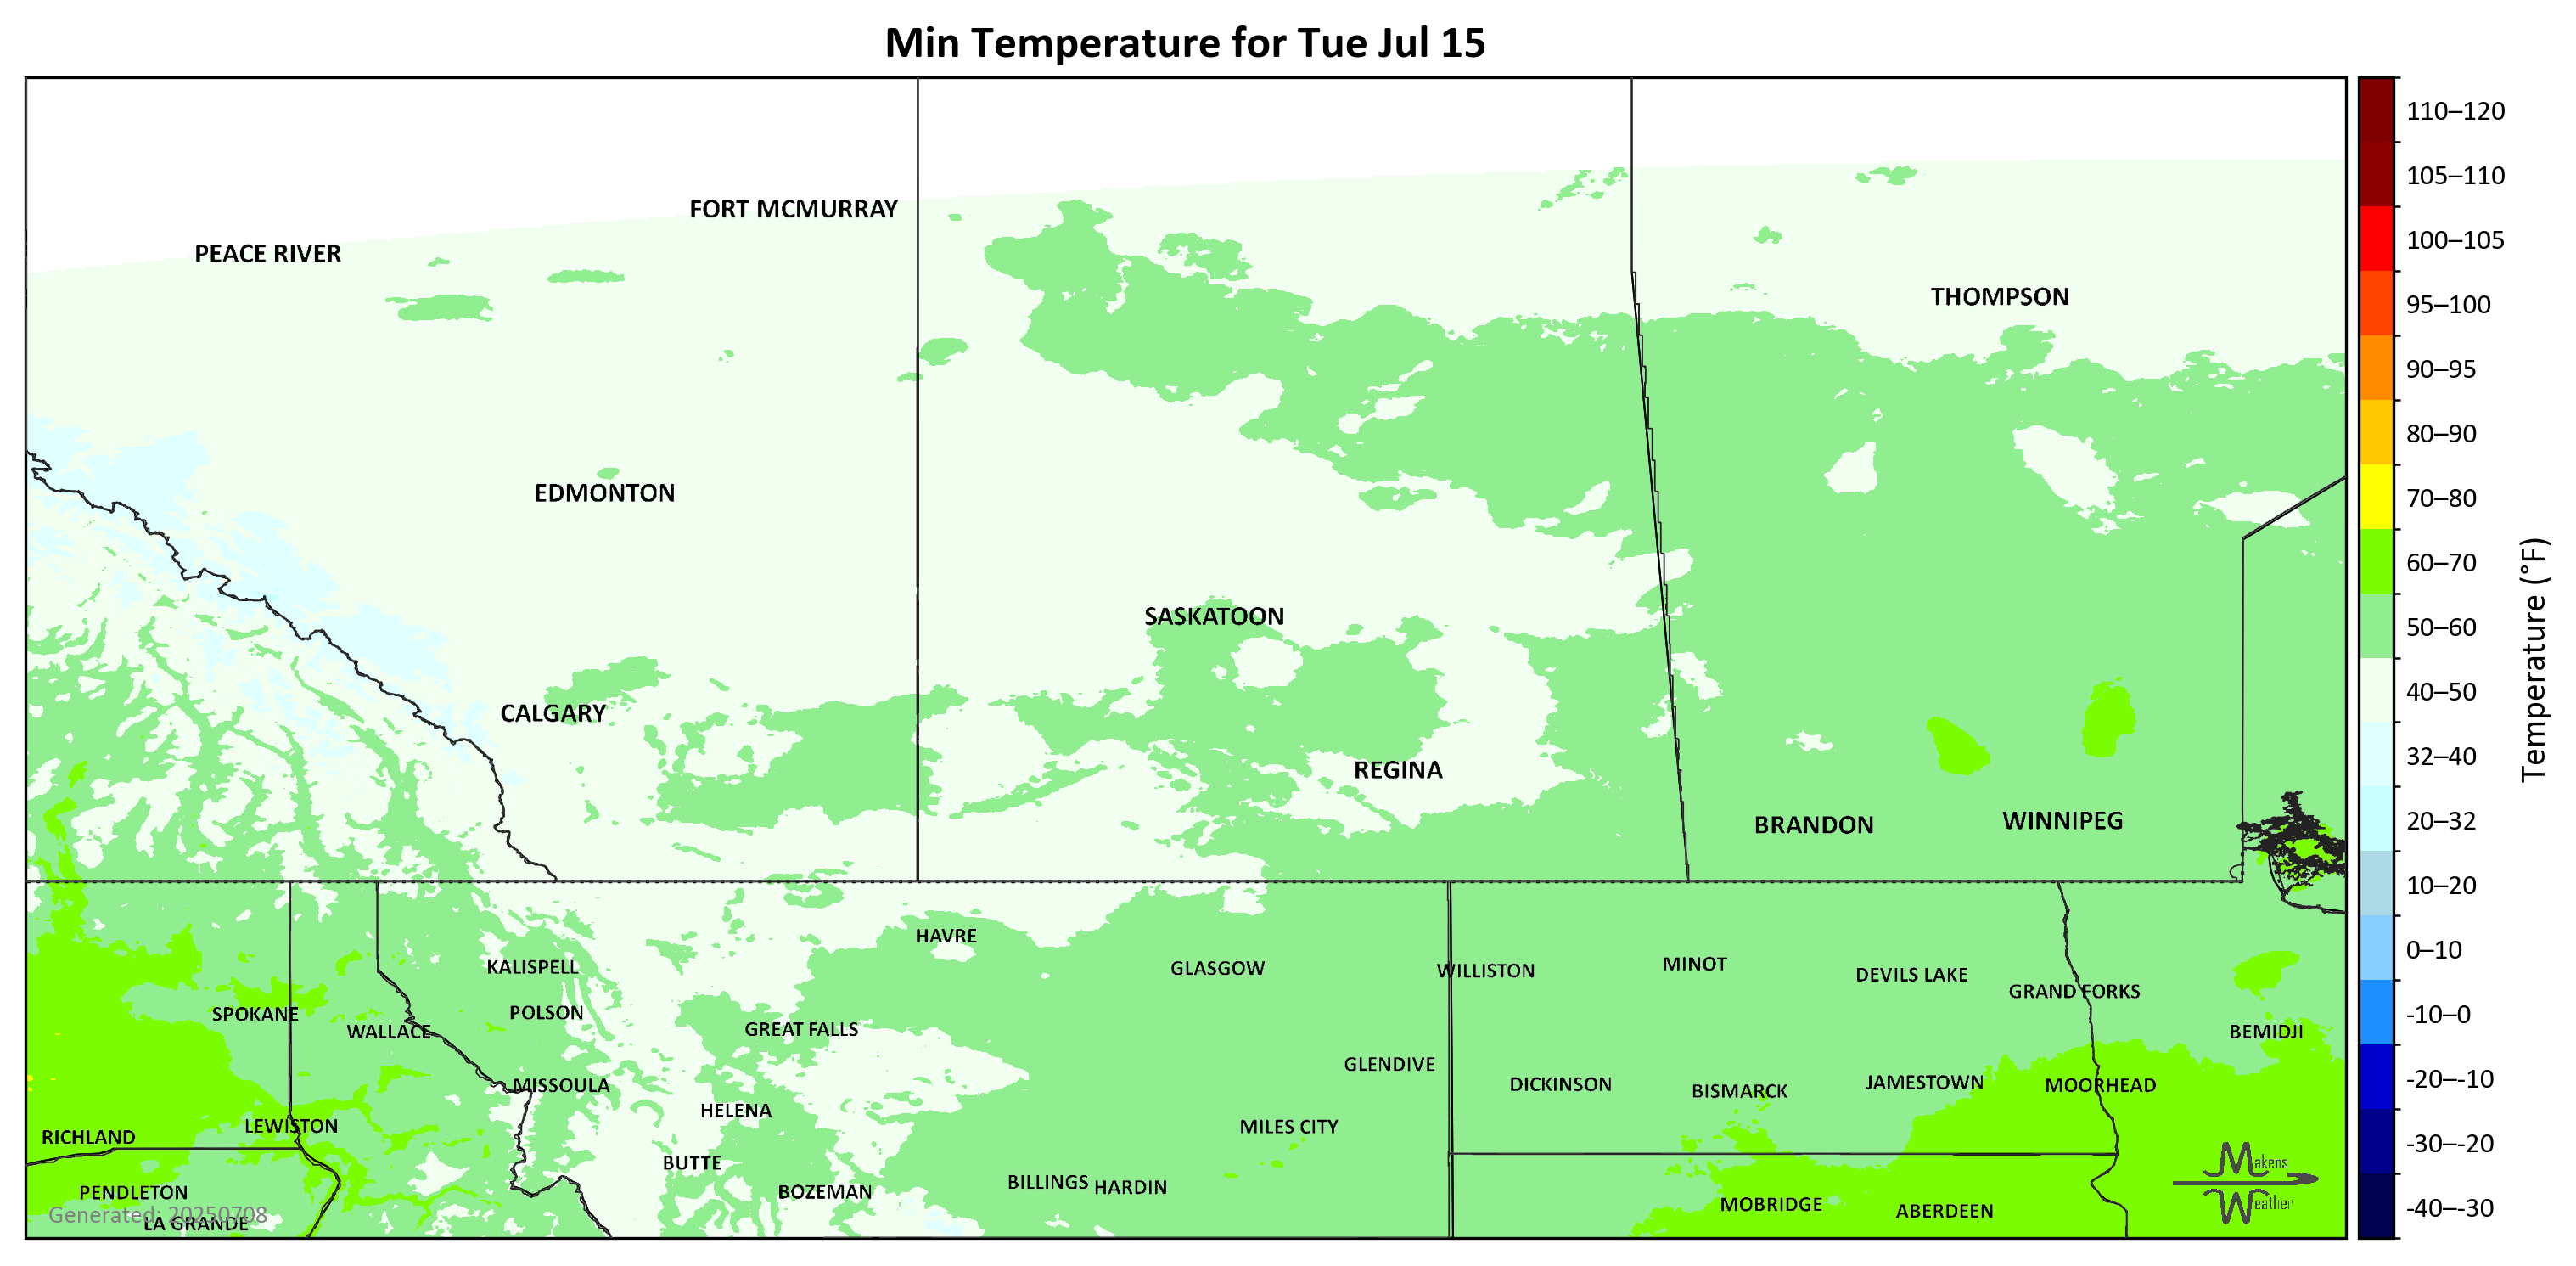 Min Temperature for Tue Jul 15
FORT MCMURRAY
PEACE RIVER
THOMPSON
EDMONTON
SASKATOON
CALGARY
REGINA
BRANDON
WINNIPEG
HAVRE
KALISPELL
GLASGOW
WILLISTON
MINOT
DEVILS LAKE
GRAND FORKS
SPOKANE
POLSON
WALLACE
GREAT FALLS
BEMIDJI
GLENDIVE
MISSOULA
DICKINSON
BISMARCK
JAMESTOWN
MOORHEAD
HELENA
LEWISTON
MILES CITY
RICHLAND
BUTTE
BILLINGS
HARDIN
PENDLETON
BOZEMAN
MOBRIDGE
ABERDEEN
Generated: 20250708
LA GRANDE
Makens
Weather
110–120
105–110
100–105
95–100
90–95
80–90
70–80
60–70
50–60
40–50
32–40
20–32
10–20
0–10
-10–0
-20–-10
-30–-20
-40–-30
Temperature (°F)